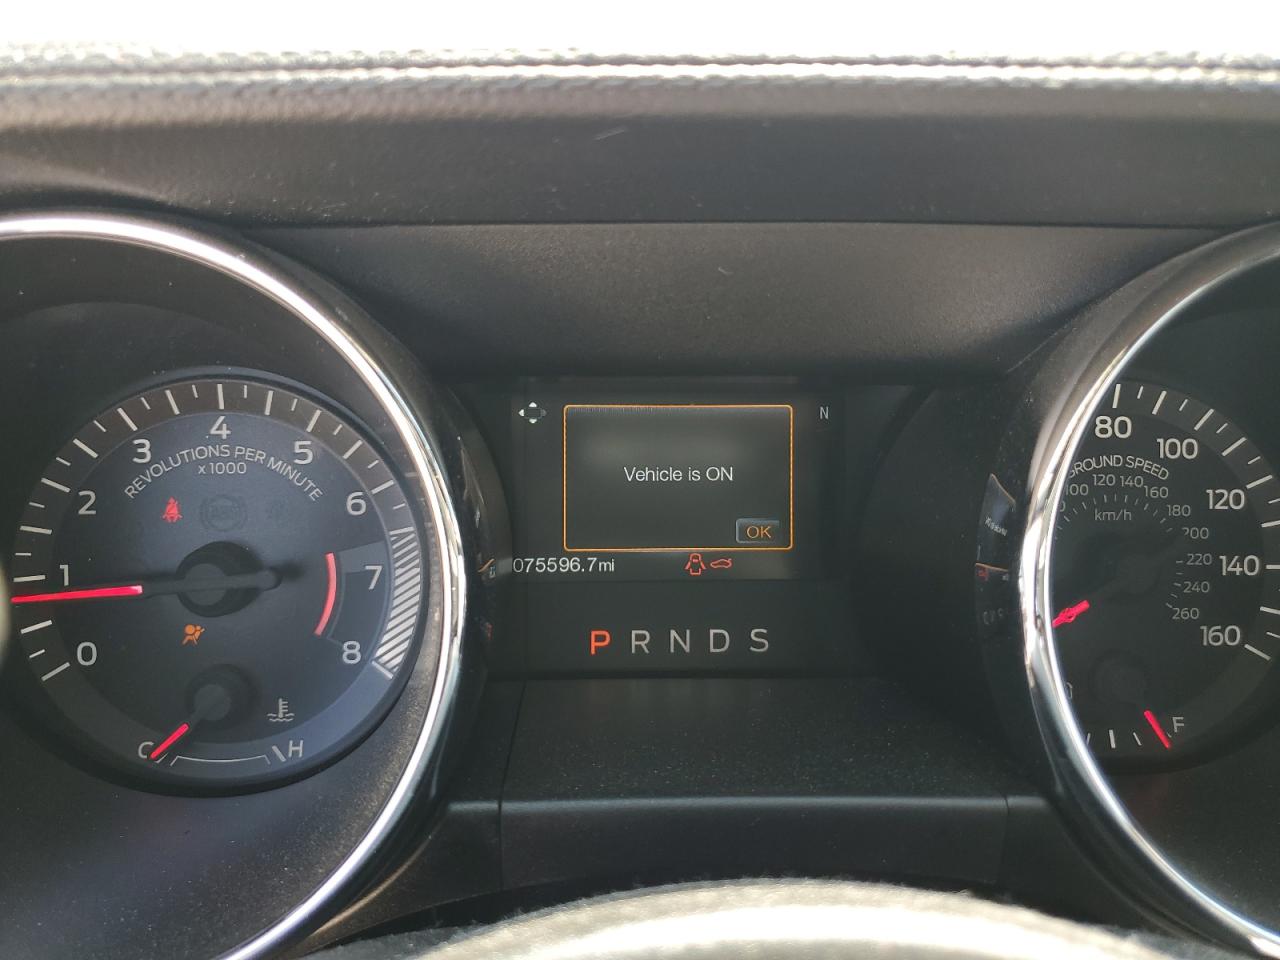 4
3
5
REVOLUTIONS PER MINUTE
x1000
2
6
1
7
0
8
C
H
N
Vehicle is ON
OK
075596.7mi
P R N D S
80
100
GROUND SPEED
120
140
100
160
120
km/h
180
200
220
140
240
260
160
F